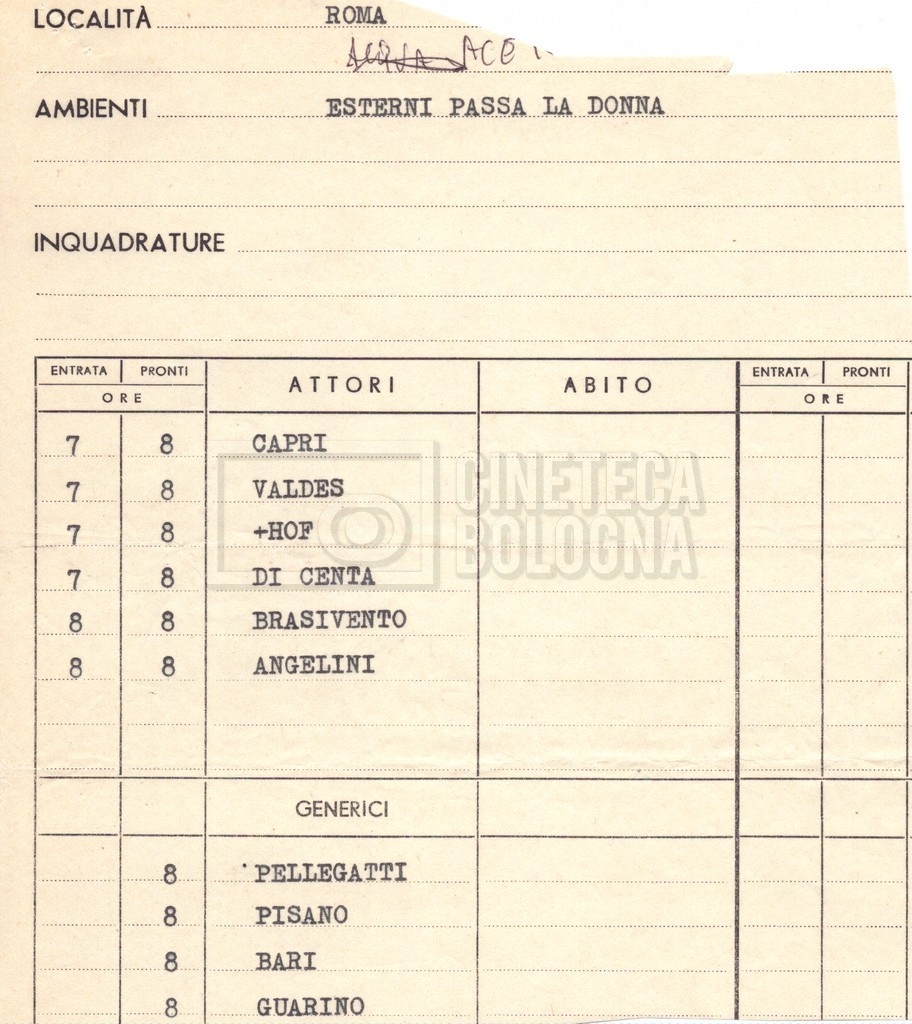 LOCALITÀ ROMA
AMBIENTI ESTERNI PASSA LA DONNA
INQUADRATURE
ENTRATA PRONTI ATTORI ABITO ENTRATA PRONTI
ORE ORE
7 8 CAPRI
7 8 VALDES
7 8 +HOF
7 8 DI CENTA
8 8 BRASIVENTO
8 8 ANGELINI
CINETECA
BOLOGNA
GENERICI
8 PELLEGATTI
8 PISANO
8 BARI
8 GUARINO